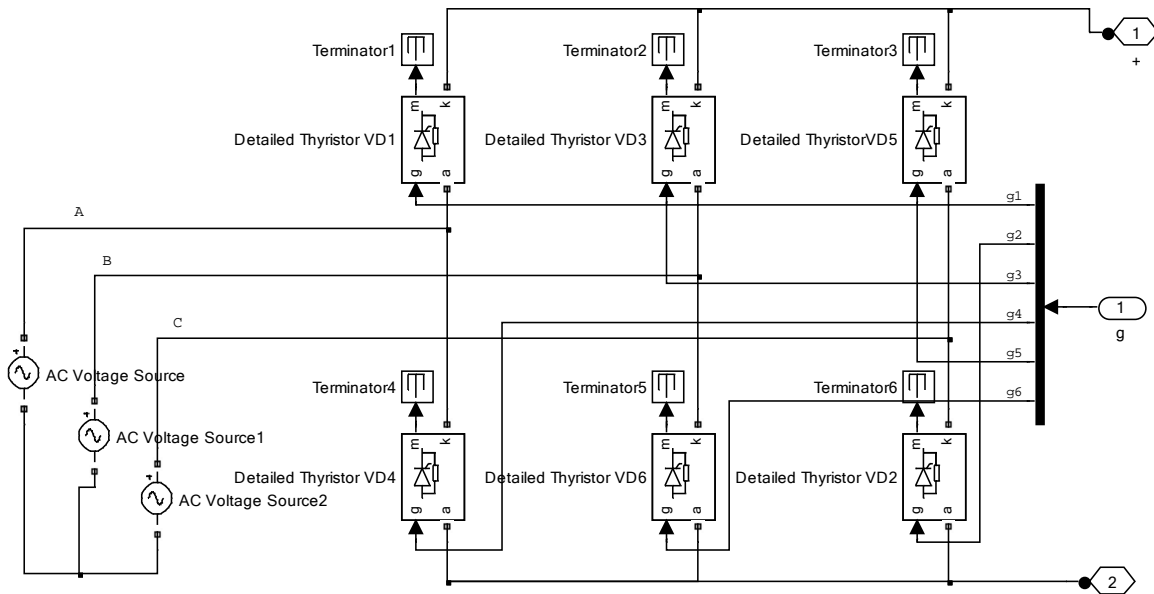 1
+
Terminator1
Terminator2
Terminator3
m
k
m
k
m
k
Detailed Thyristor VD1
Detailed Thyristor VD3
Detailed ThyristorVD5
g
a
g
a
g
a
g1
A
g2
B
g3
1
g
C
g4
g5
g6
+
AC Voltage Source
Terminator4
Terminator5
Terminator6
+
AC Voltage Source1
m
k
m
k
m
k
+
AC Voltage Source2
Detailed Thyristor VD4
Detailed Thyristor VD6
Detailed Thyristor VD2
g
a
g
a
g
a
2